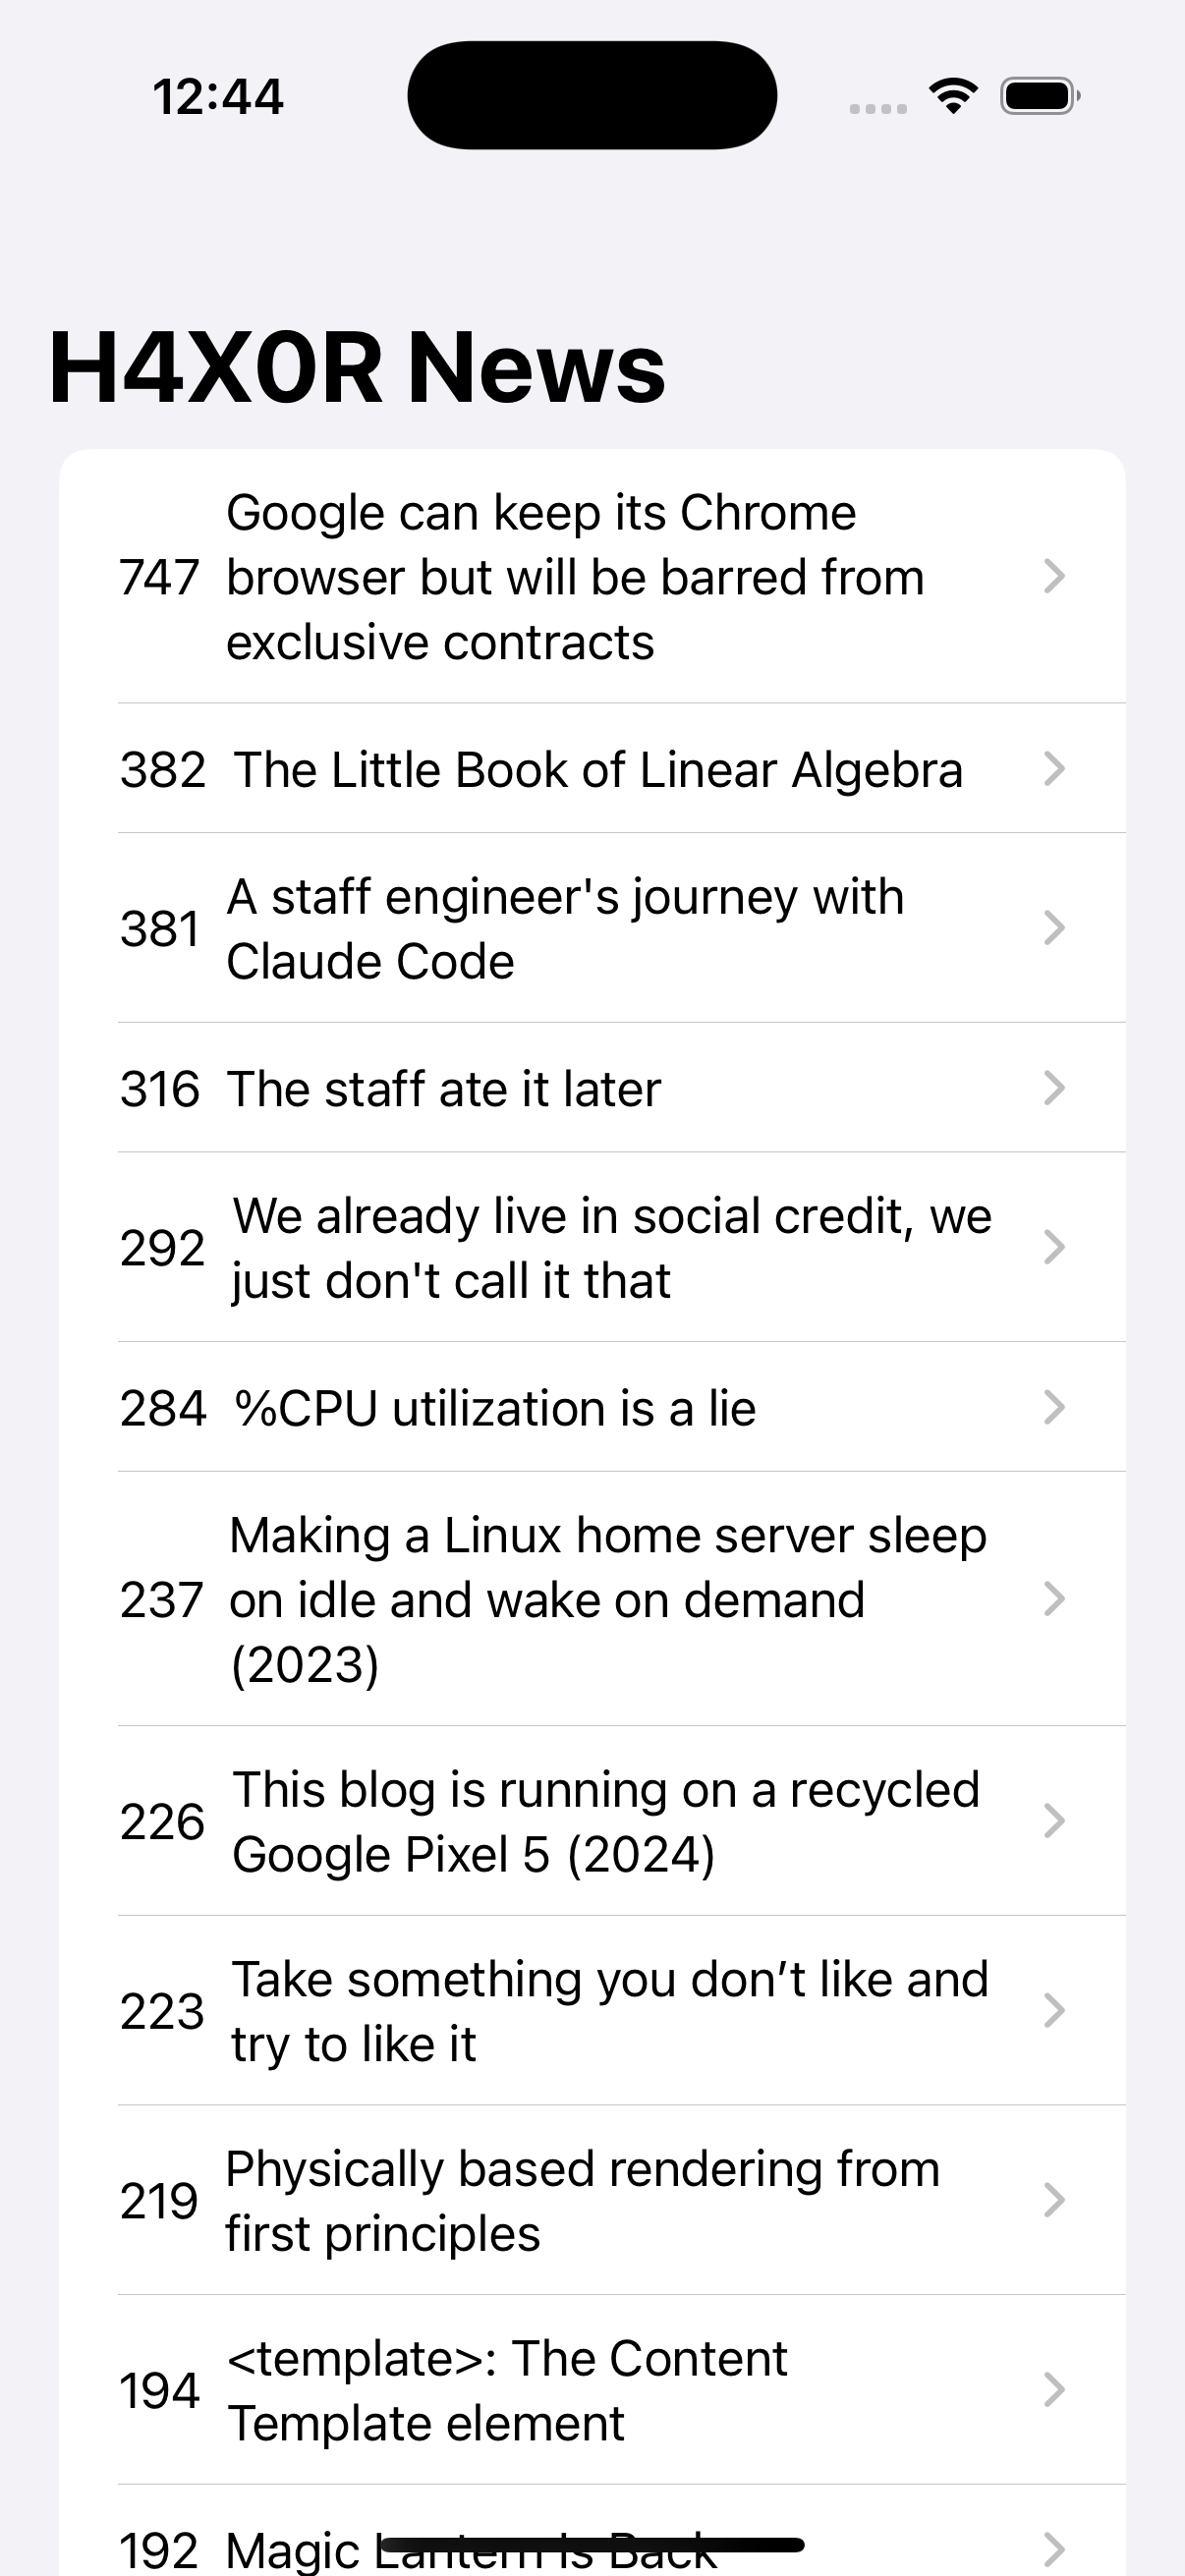 12:44
H4X0R News
747
Google can keep its Chrome
browser but will be barred from
exclusive contracts
382 The Little Book of Linear Algebra
381
A staff engineer's journey with
Claude Code
316 The staff ate it later
292
We already live in social credit, we
just don't call it that
284 %CPU utilization is a lie
237
Making a Linux home server sleep
on idle and wake on demand
(2023)
226
This blog is running on a recycled
Google Pixel 5 (2024)
223
Take something you don’t like and
try to like it
219
Physically based rendering from
first principles
194
<template>: The Content
Template element
192 Magic Lantern Is Back